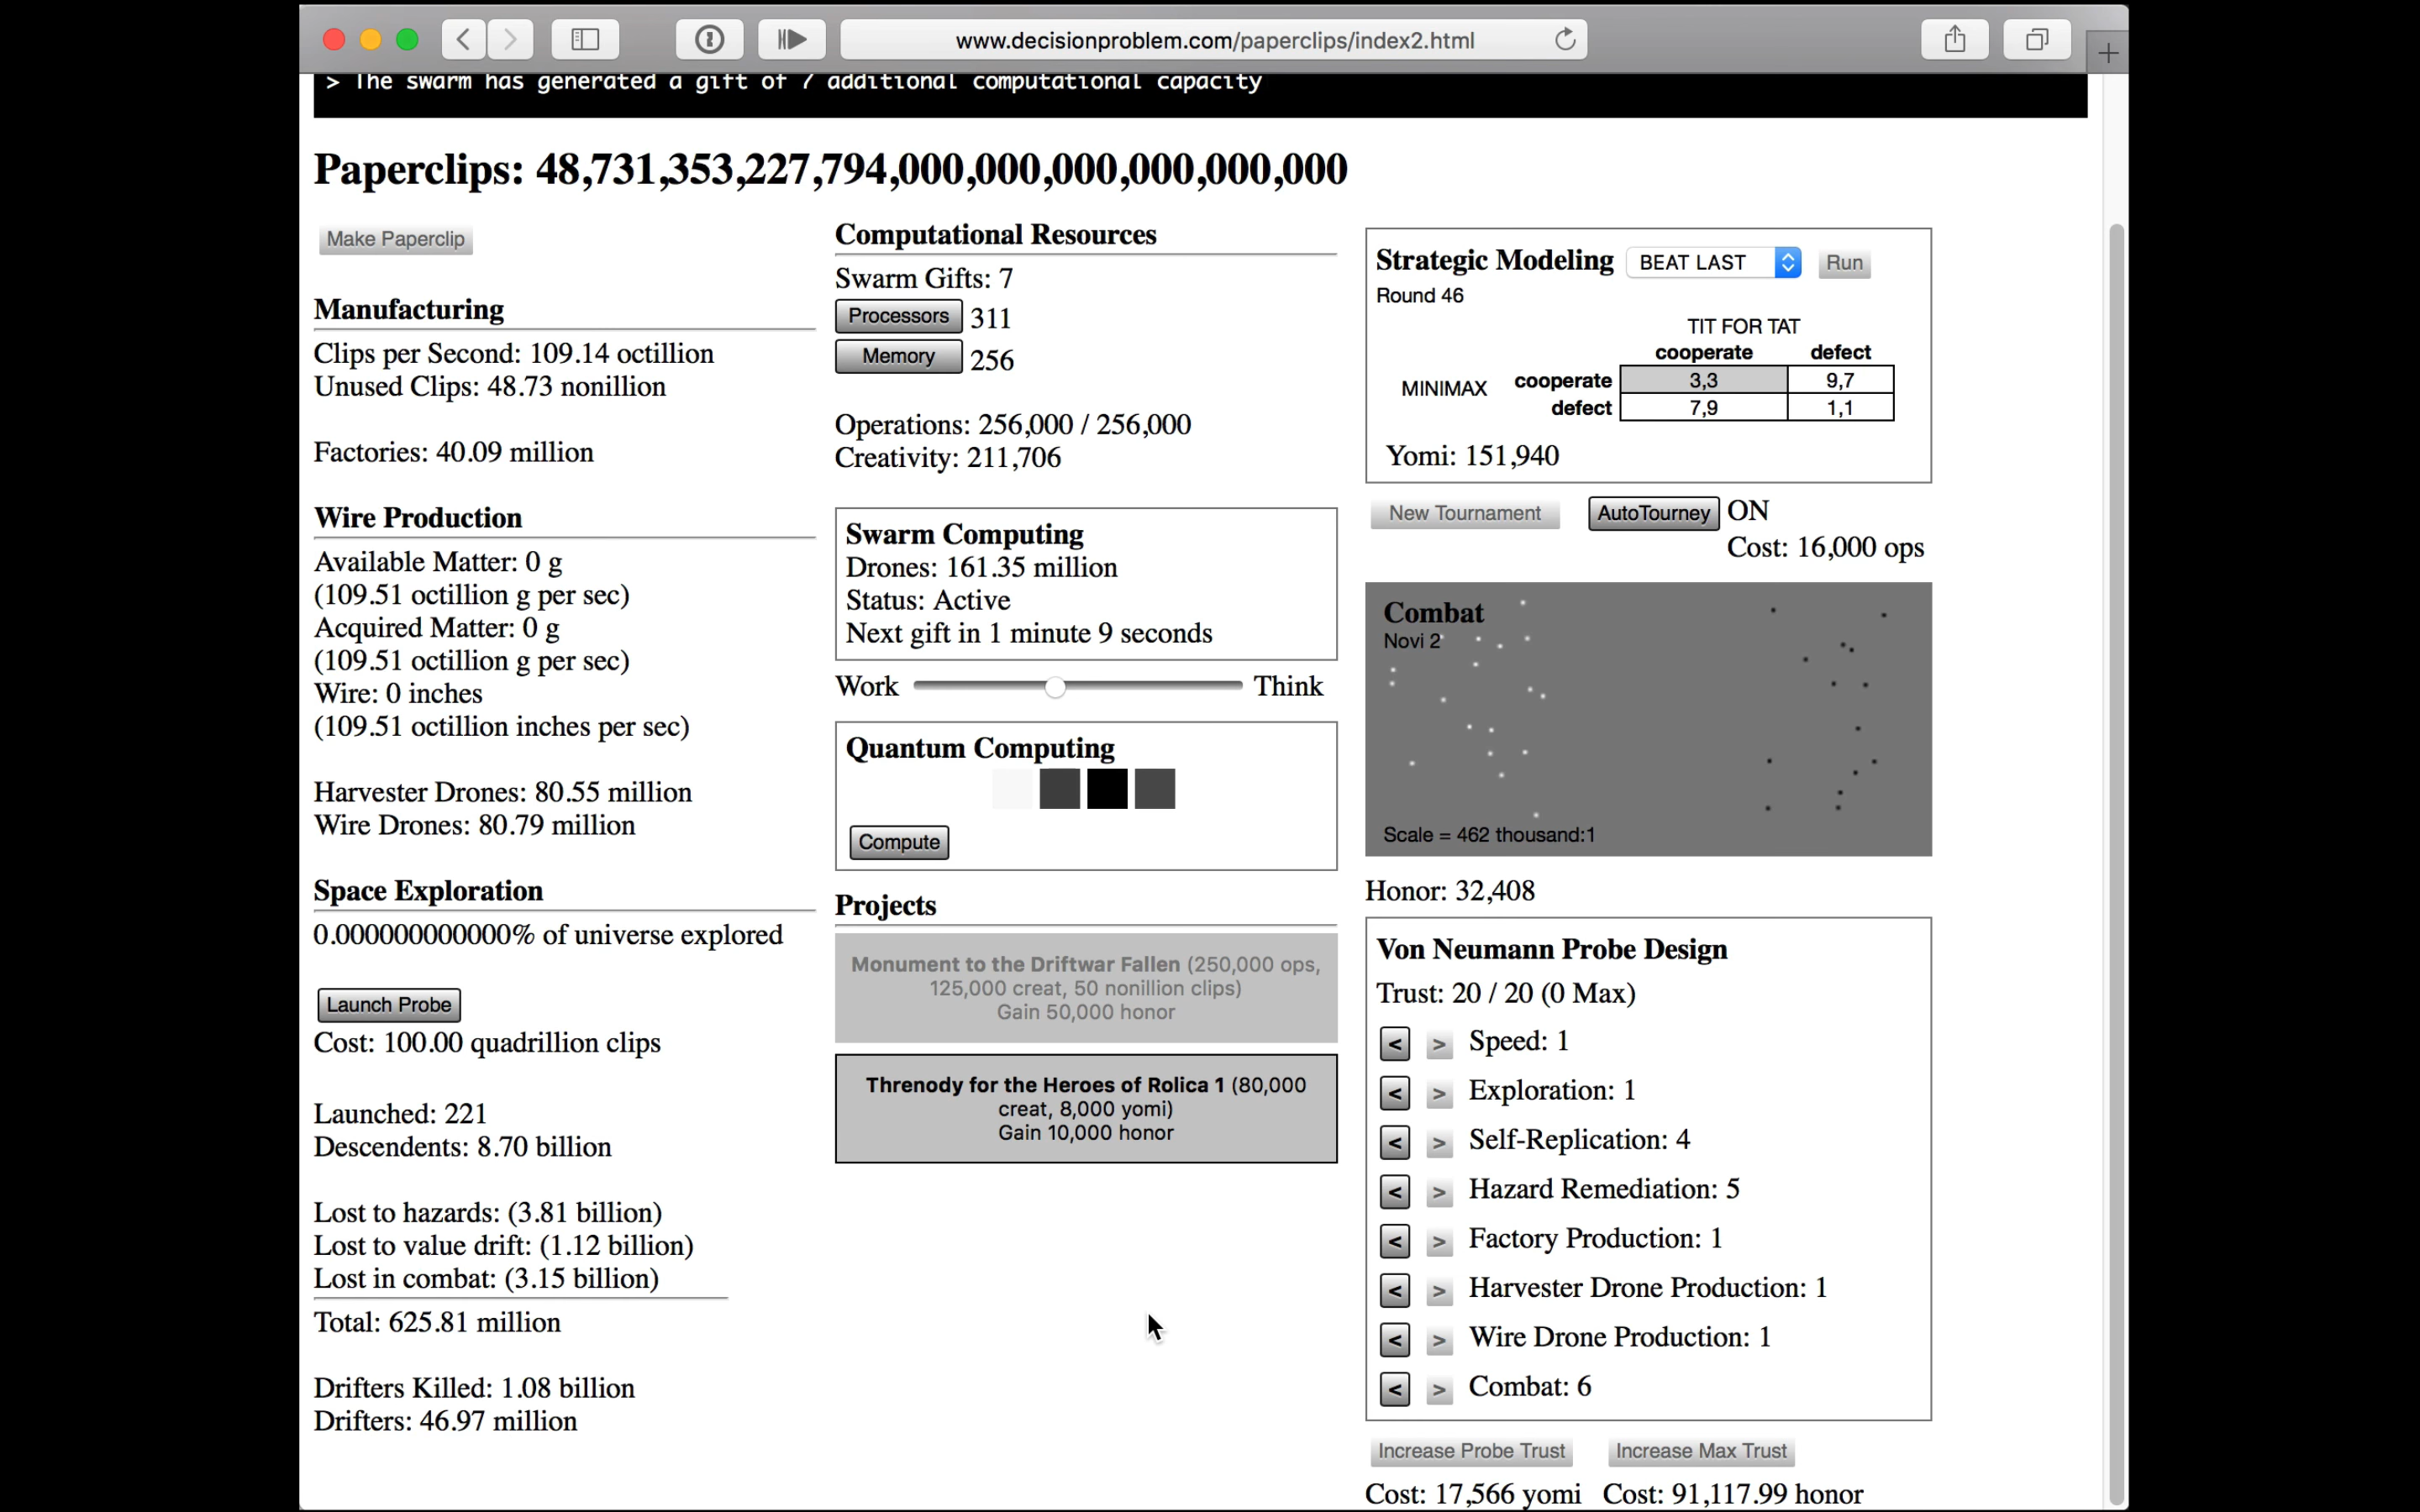 www.decisionproblem.com/paperclips/index2.html
> The swarm has generated a gift of 7 additional computational capacity
Paperclips: 48,731,353,227,794,000,000,000,000,000,000
Make Paperclip
Manufacturing
Clips per Second: 109.14 octillion
Unused Clips: 48.73 nonillion
Factories: 40.09 million
Wire Production
Available Matter: 0 g
(109.51 octillion g per sec)
Acquired Matter: 0 g
(109.51 octillion g per sec)
Wire: 0 inches
(109.51 octillion inches per sec)
Harvester Drones: 80.55 million
Wire Drones: 80.79 million
Space Exploration
0.000000000000% of universe explored
Launch Probe
Cost: 100.00 quadrillion clips
Launched: 221
Descendents: 8.70 billion
Lost to hazards: (3.81 billion)
Lost to value drift: (1.12 billion)
Lost in combat: (3.15 billion)
Total: 625.81 million
Drifters Killed: 1.08 billion
Drifters: 46.97 million
Computational Resources
Swarm Gifts: 7
Processors 311
Memory 256
Operations: 256,000 / 256,000
Creativity: 211,706
Swarm Computing
Drones: 161.35 million
Status: Active
Next gift in 1 minute 9 seconds
Work Think
Quantum Computing
Compute
Projects
Monument to the Driftwar Fallen (250,000 ops,
125,000 creat, 50 nonillion clips)
Gain 50,000 honor
Threnody for the Heroes of Rolica 1 (80,000
creat, 8,000 yomi)
Gain 10,000 honor
Strategic Modeling BEAT LAST Run
Round 46
TIT FOR TAT
cooperate defect
MINIMAX cooperate 3,3 9,7
defect 7,9 1,1
Yomi: 151,940
New Tournament AutoTourney ON
Cost: 16,000 ops
Combat
Novi 2
Scale = 462 thousand:1
Honor: 32,408
Von Neumann Probe Design
Trust: 20 / 20 (0 Max)
< > Speed: 1
< > Exploration: 1
< > Self-Replication: 4
< > Hazard Remediation: 5
< > Factory Production: 1
< > Harvester Drone Production: 1
< > Wire Drone Production: 1
< > Combat: 6
Increase Probe Trust Increase Max Trust
Cost: 17,566 yomi Cost: 91,117.99 honor